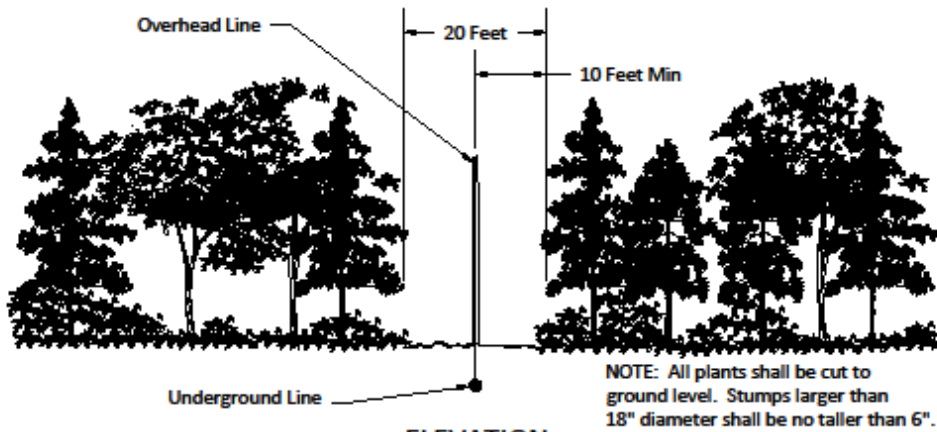 Overhead Line
20 Feet
10 Feet Min
Underground Line
NOTE: All plants shall be cut to
ground level. Stumps larger than
18" diameter shall be no taller than 6".
ELEVATION